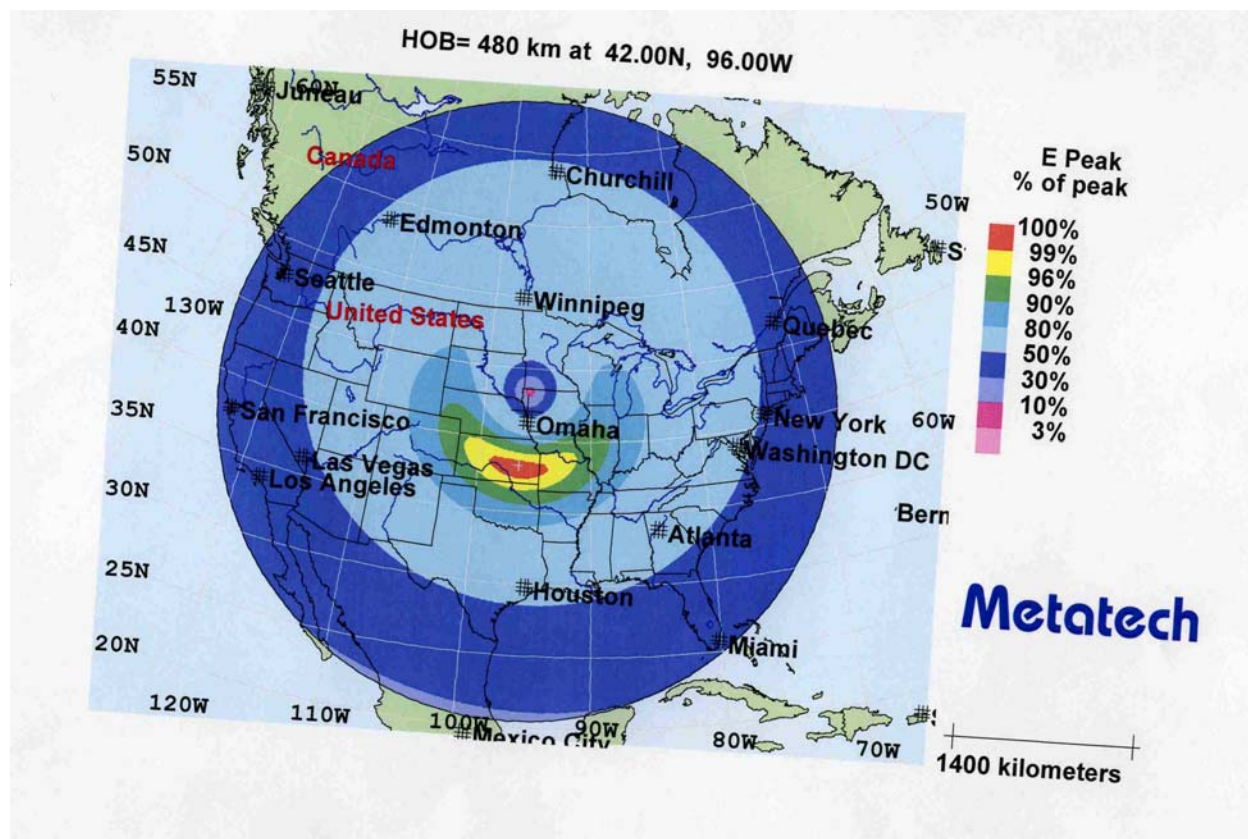 HOB= 480 km at 42.00N, 96.00W
55N
60N
Juneau
50N
Canada
Churchill
Edmonton
45N
Seattle
130W
United States
Winnipeg
Quebec
40N
50W
S
35N
San Francisco
Omaha
New York
60W
Las Vegas
Washington DC
Los Angeles
30N
Bern
Atlanta
25N
Houston
Miami
20N
120W
110W
100W
90W
80W
70W
Mexico City
E Peak
% of peak
100%
99%
96%
90%
80%
50%
30%
10%
3%
Metatech
1400 kilometers